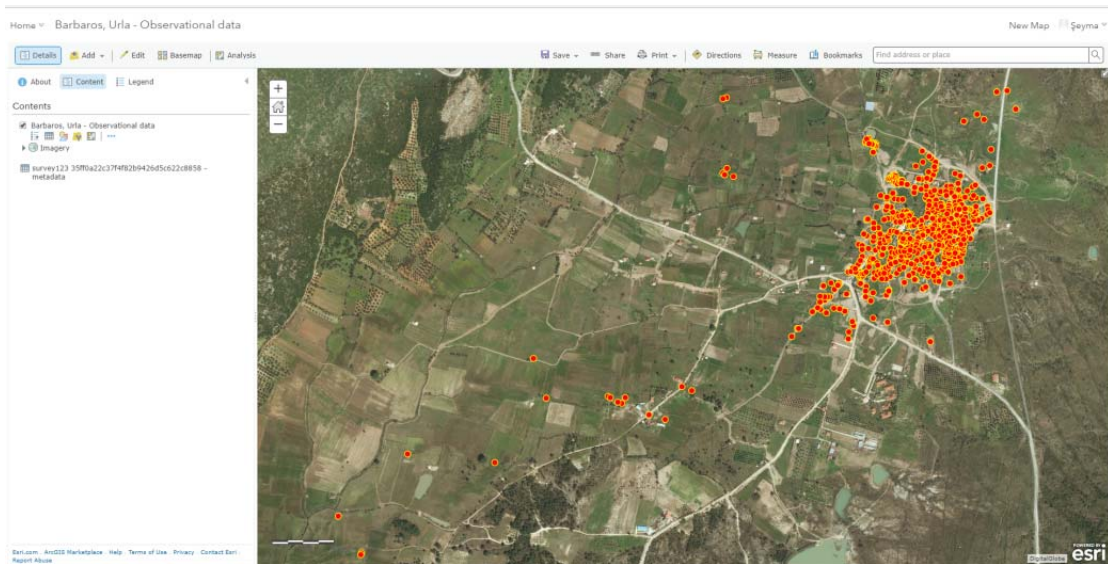 Home Barbaros, Urla - Observational data New Map Şeyma
Details Add Edit Basemap Analysis Save Share Print Directions Measure Bookmarks Find address or place
About Content Legend
Contents
Barbaros, Urla - Observational data
Imagery
survey123 35ff0a22c37f4f82b9426d5c622c8858 –
metadata
Esri.com . ArcGIS Marketplace . Help . Terms of Use . Privacy . Contact Esri .
Report Abuse
DigitalGlobe
POWERED BY
esri